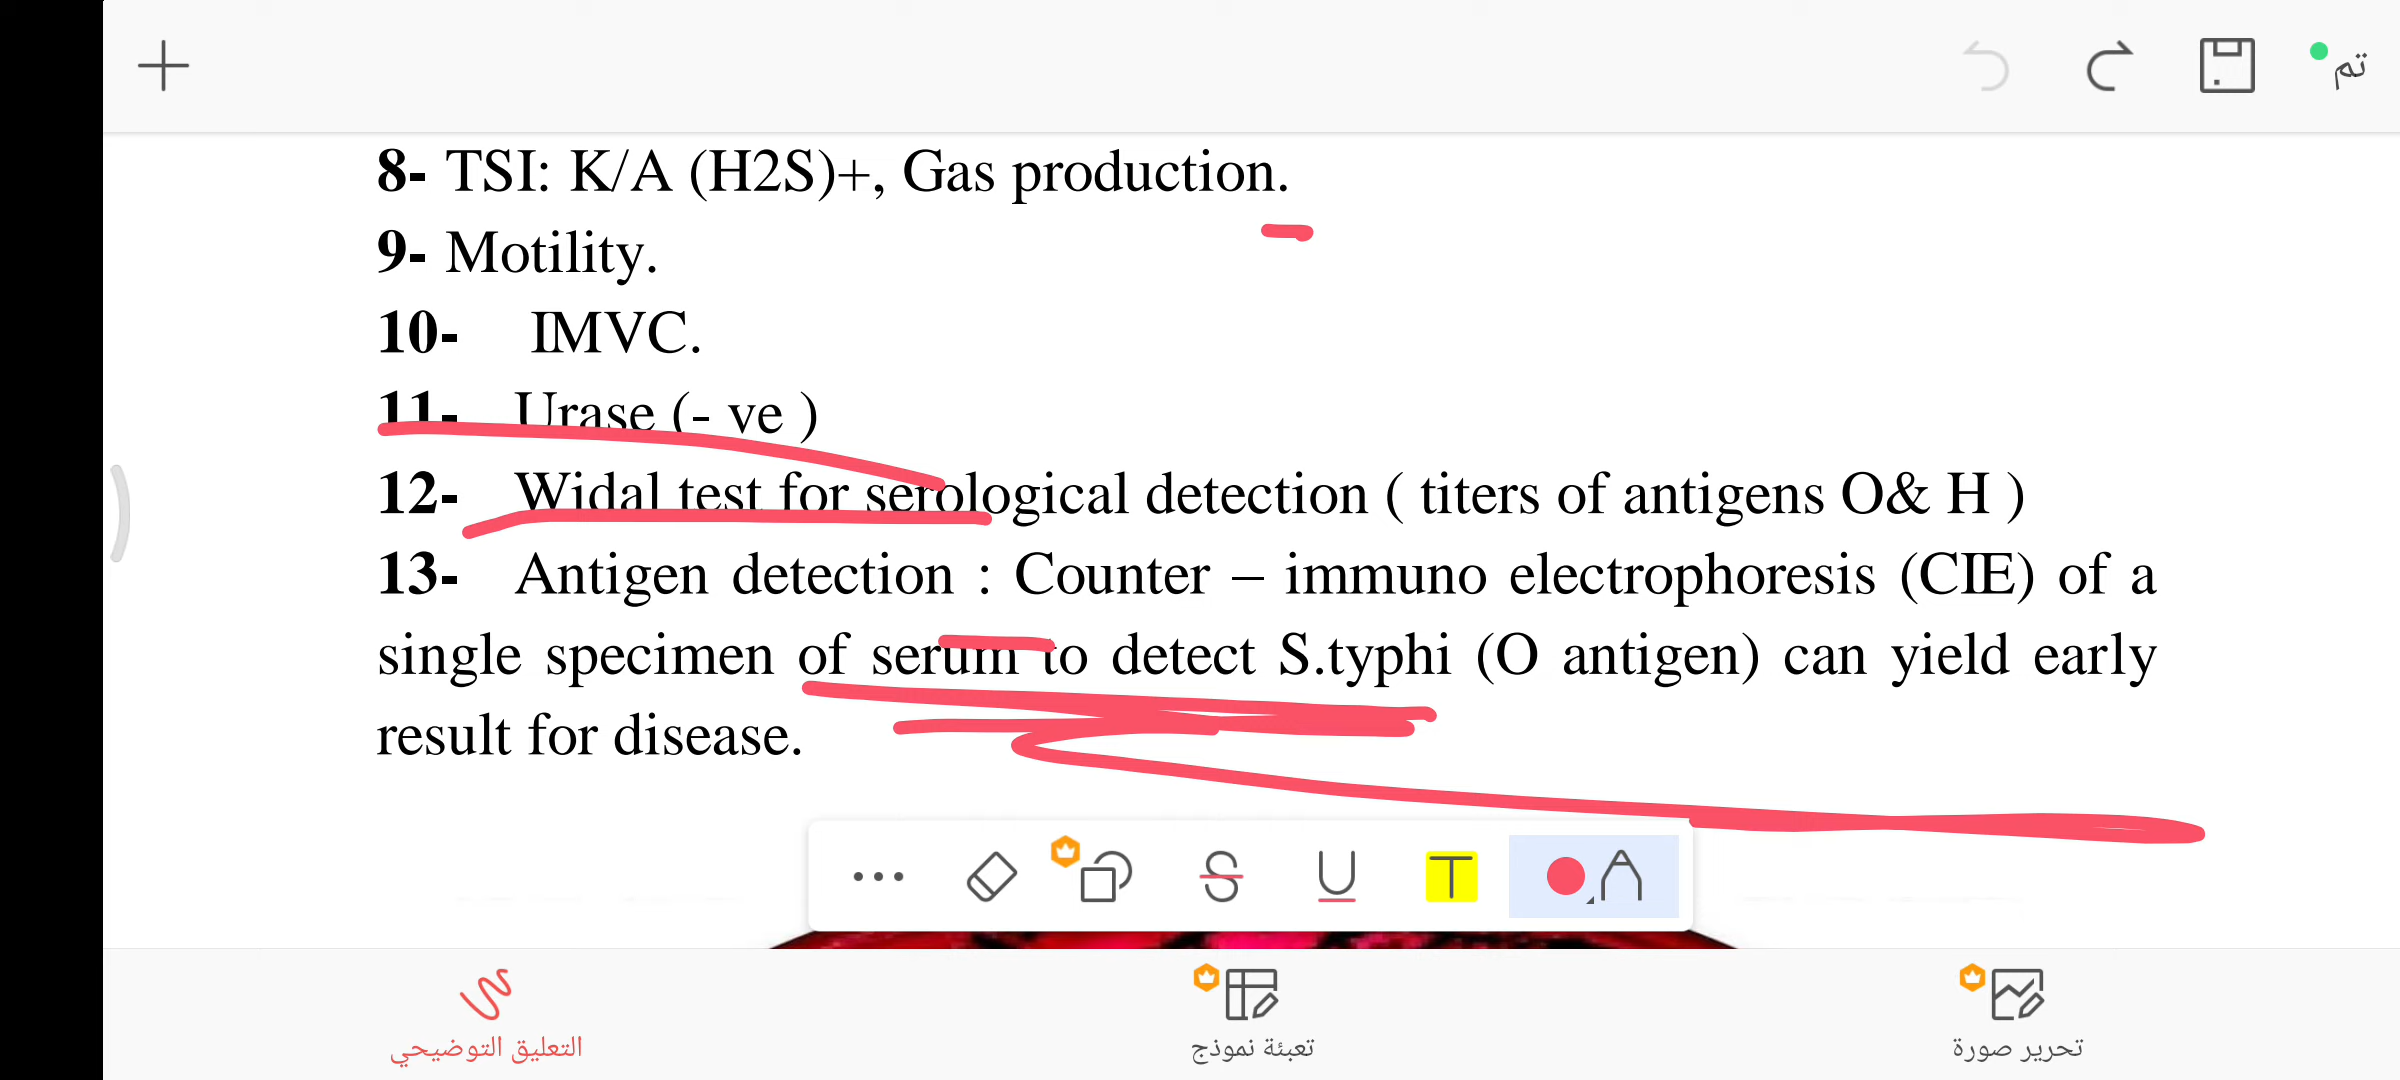 تم
8- TSI: K/A (H2S)+, Gas production.
9- Motility.
10- IMVC.
11- Urase (- ve )
12- Widal test for serological detection ( titers of antigens O& H )
13- Antigen detection : Counter – immuno electrophoresis (CIE) of a
single specimen of serum to detect S.typhi (O antigen) can yield early
result for disease.
التعليق التوضيحي
تعبئة نموذج
تحرير صورة